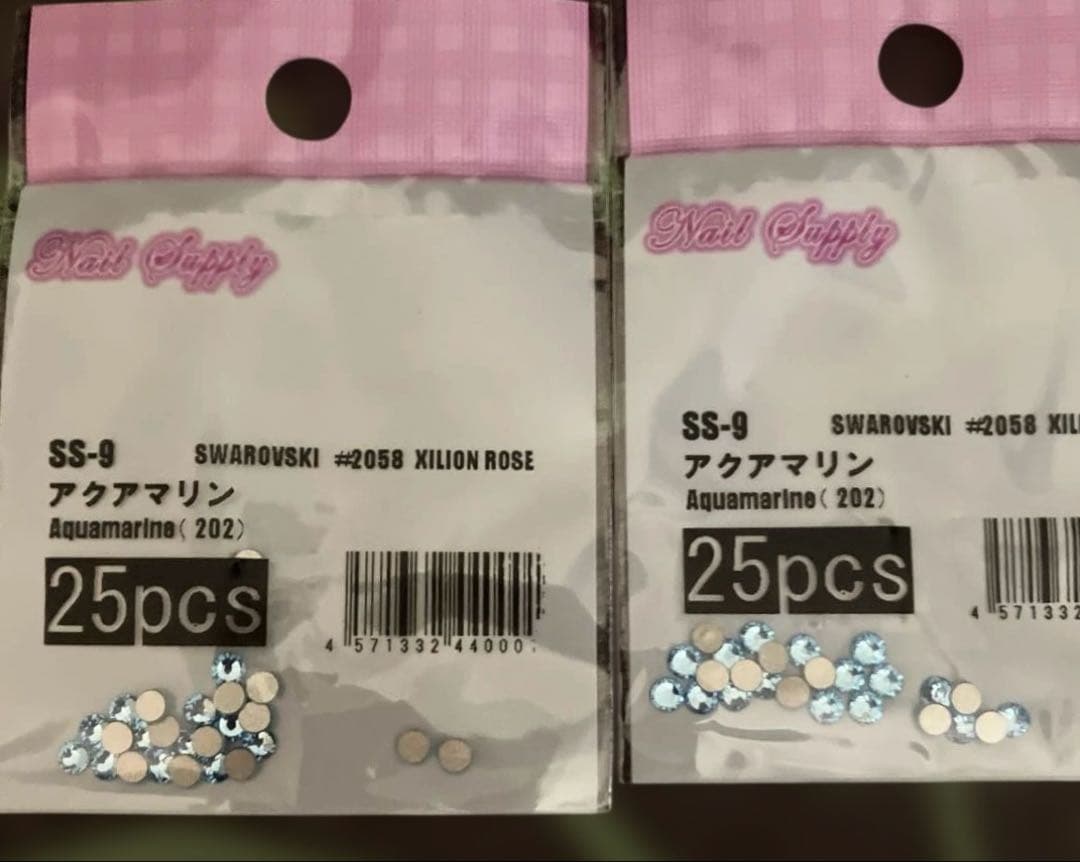 Nail Supply
SS-9 SWAROVSKI #2058 XILION ROSE
アクアマリン
Aquamarine( 202)
25pcs
4 571332 44000
Nail Supply
SS-9 SWAROVSKI #2058 XIL
アクアマリン
Aquamarine( 202)
25pcs
4 571332